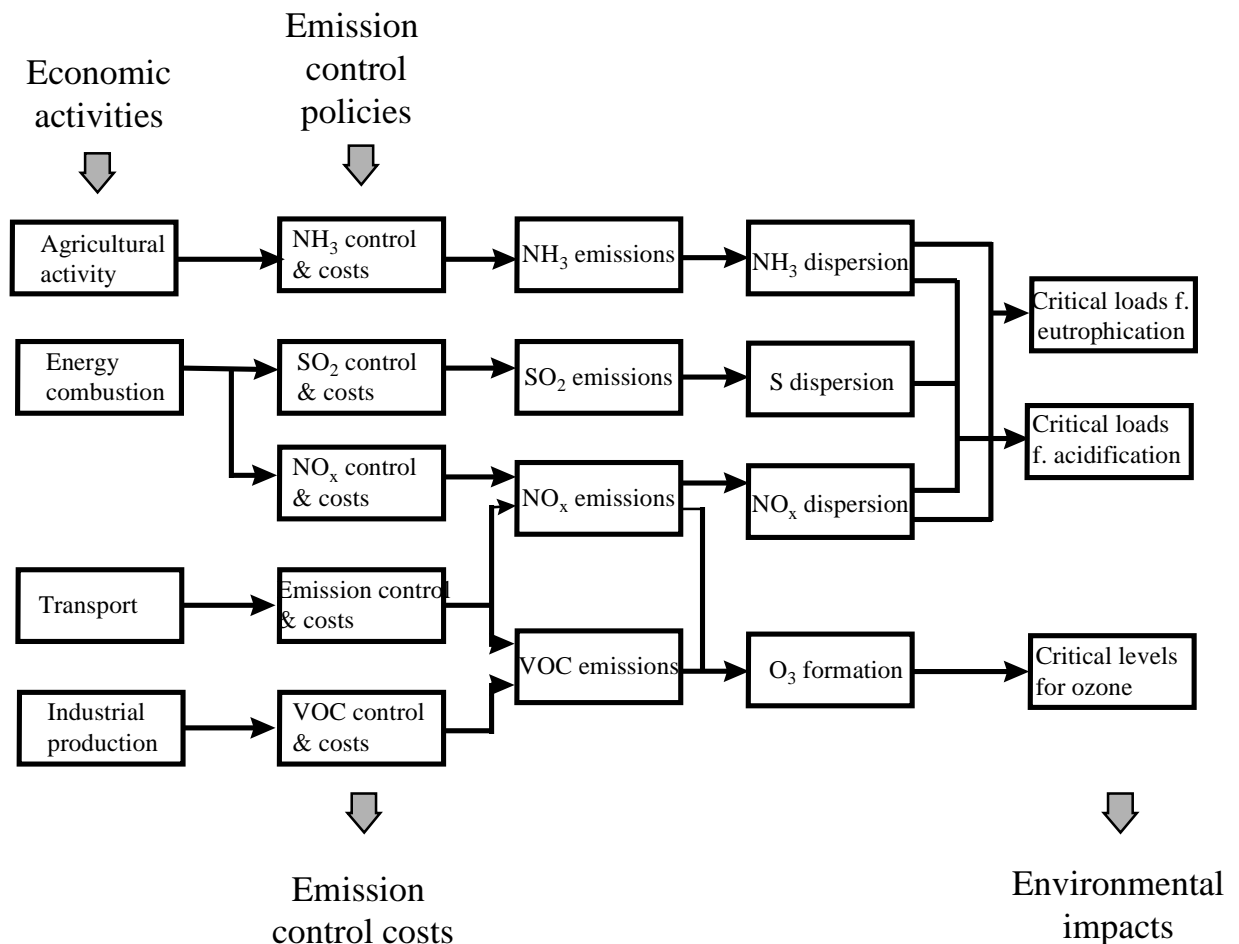 Economic
activities
Emission
control
policies
Agricultural
activity
NH₃ control
& costs
NH₃ emissions
NH₃ dispersion
Critical loads f.
eutrophication
Energy
combustion
SO₂ control
& costs
SO₂ emissions
S dispersion
Critical loads
f. acidification
NOₓ control
& costs
NOₓ emissions
NOₓ dispersion
Transport
Emission control
& costs
VOC emissions
O₃ formation
Critical levels
for ozone
Industrial
production
VOC control
& costs
Emission
control costs
Environmental
impacts